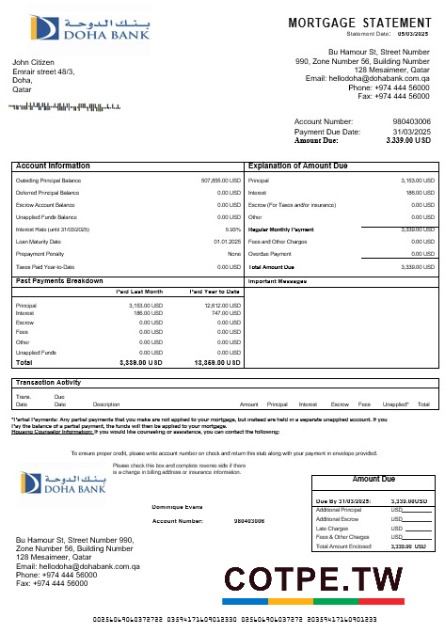 بنك الدوحة
DOHA BANK
MORTGAGE STATEMENT
Statement Date: 05/03/2025
John Citizen
Emrair street 48/3,
Doha,
Qatar
Bu Hamour St, Street Number
990, Zone Number 56, Building Number
128 Mesaimeer, Qatar
Email: hellodoha@dohabank.com.qa
Phone: +974 444 56000
Fax: +974 444 56000
Account Number: 980403006
Payment Due Date: 31/03/2025
Amount Due: 3.339.00 USD
Account Information
Outsteding Principal Balance 507,655.00 USD
Deferred Principal Balance 0.00 USD
Escrow Account Balance 0.00 USD
Unapplied Funds Balance 0.00 USD
Interest Rate (until 31/03/2025)
Loan Maturity Date 01.01.2025
Prepayment Penalty None
Taxes Paid Year-to-Date 0.00 USD
Explanation of Amount Due
Principal 3,153.00 USD
Interest 186.00 USD
Escrow (For Taxes and/or insurance) 0.00 USD
Other 0.00 USD
Regular Monthly Payment 3,339.00 USD
Fees and Other Charges 0.00 USD
Overdue Payment 0.00 USD
Total Amount Due 3,339.00 USD
Past Payments Breakdown
Paid Last Month Paid Year to Date
Principal 3,153.00 USD 12,612.00 USD
Interest 186.00 USD 747.00 USD
Escrow 0.00 USD 0.00 USD
Fees 0.00 USD 0.00 USD
Other 0.00 USD 0.00 USD
Unapplied Funds 0.00 USD 0.00 USD
Total 3,339.00 USD 13,359.00 USD
Important Messages
Transaction Activity
Trans. Date Due Date Description Amount Principal Interest Escrow Fees Unapplied* Total
*Partial Payments: Any partial payments that you make are not applied to your mortgage, but instead are held in a separate unapplied account. If you
Pay the balance of a partial payment, the funds will then be applied to your mortgage.
Housing Counselor Information: If you would like counseling or assistance, you can contact the following:
To ensure proper credit, please write account number on check and return this stub along with your payment in envelope provided.
Please check this box and complete reverse side if there
is a change in billing address or insurance information.
بنك الدوحة
DOHA BANK
Dominique Evans
Account Number: 980403006
Bu Hamour St, Street Number 990,
Zone Number 56, Building Number
128 Mesaimeer, Qatar
Email: hellodoha@dohabank.com.qa
Phone: +974 444 56000
Fax: +974 444 56000
Amount Due
Due By 31/03/2025: 3,339.00USD
Additional Principal USD
Additional Escrow USD
Late Charges USD
Fees & Other Charges USD
Total Amount Enclosed 3,339.00 USD
COTPE.TW